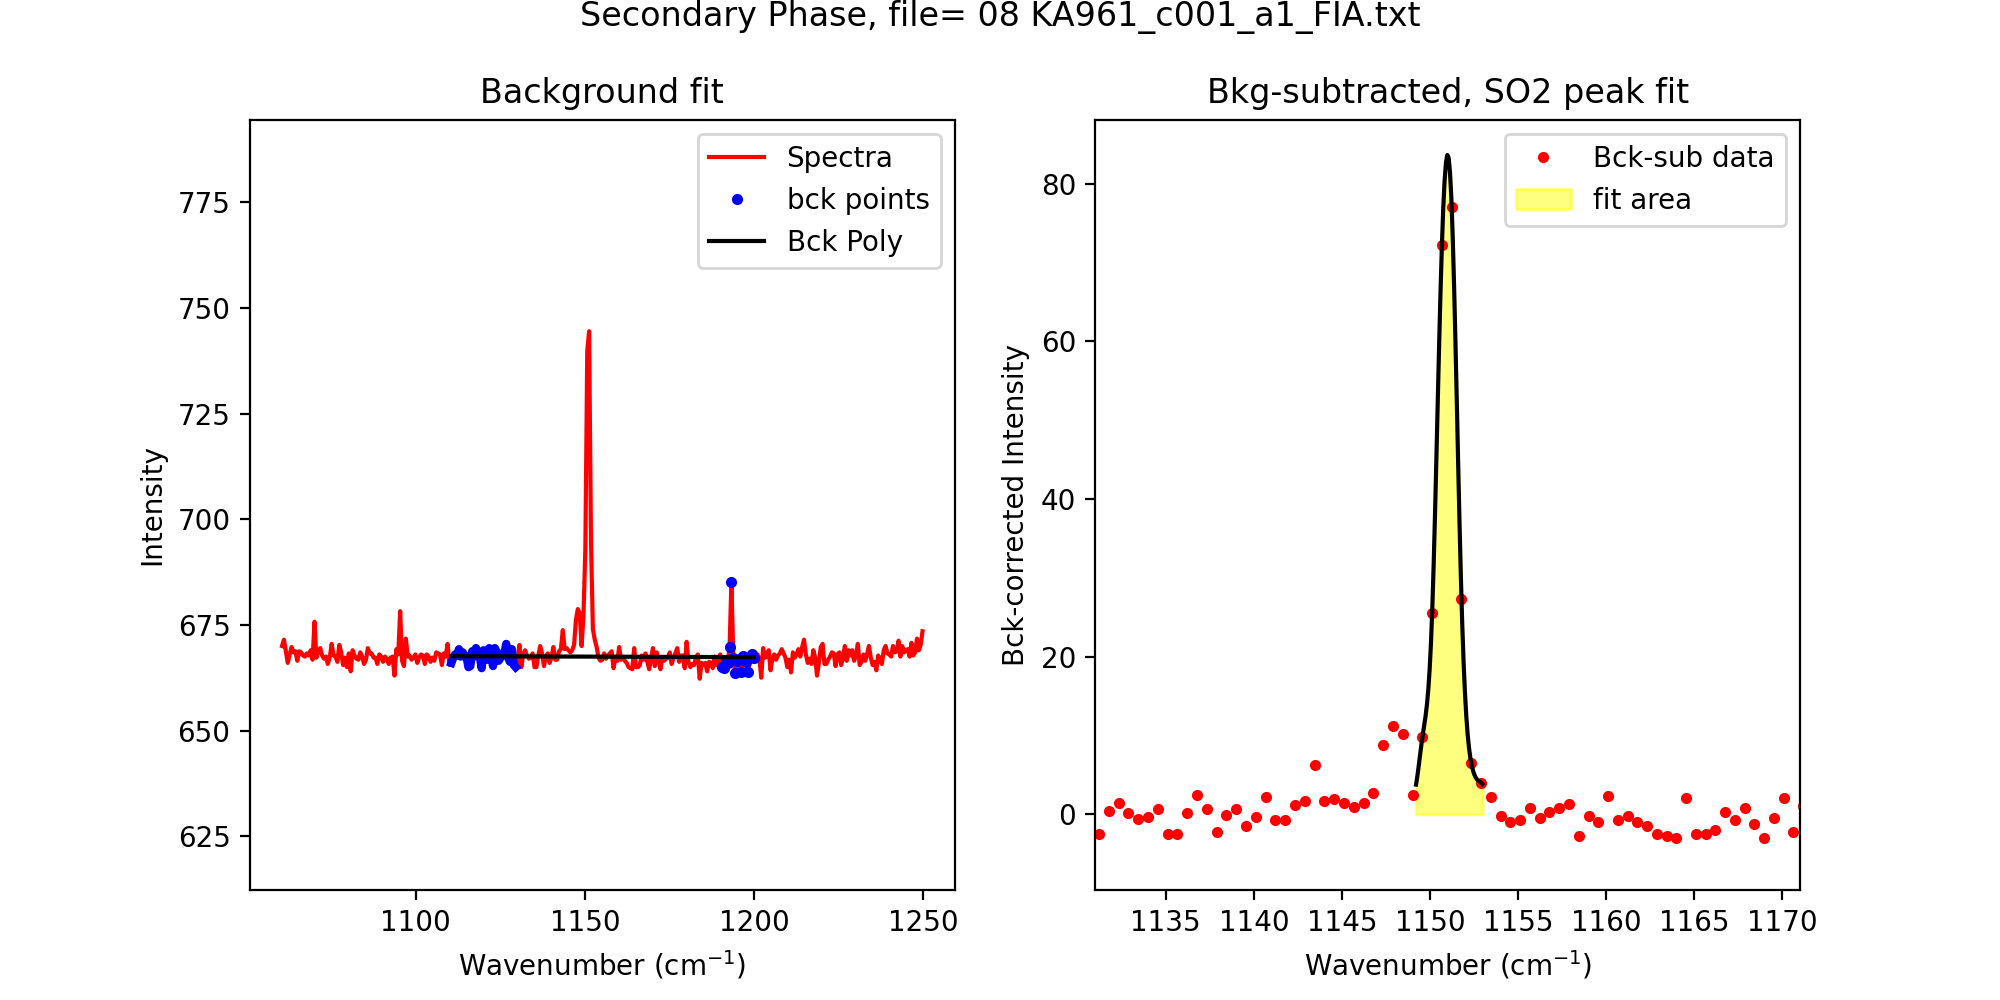 Secondary Phase, file= 08 KA961_c001_a1_FIA.txt
Background fit
Spectra
bck points
Bck Poly
775
750
725
700
675
650
625
Intensity
1100 1150 1200 1250
Wavenumber (cm⁻¹)
Bkg-subtracted, SO2 peak fit
Bck-sub data
fit area
80
60
40
20
0
Bck-corrected Intensity
1135 1140 1145 1150 1155 1160 1165 1170
Wavenumber (cm⁻¹)